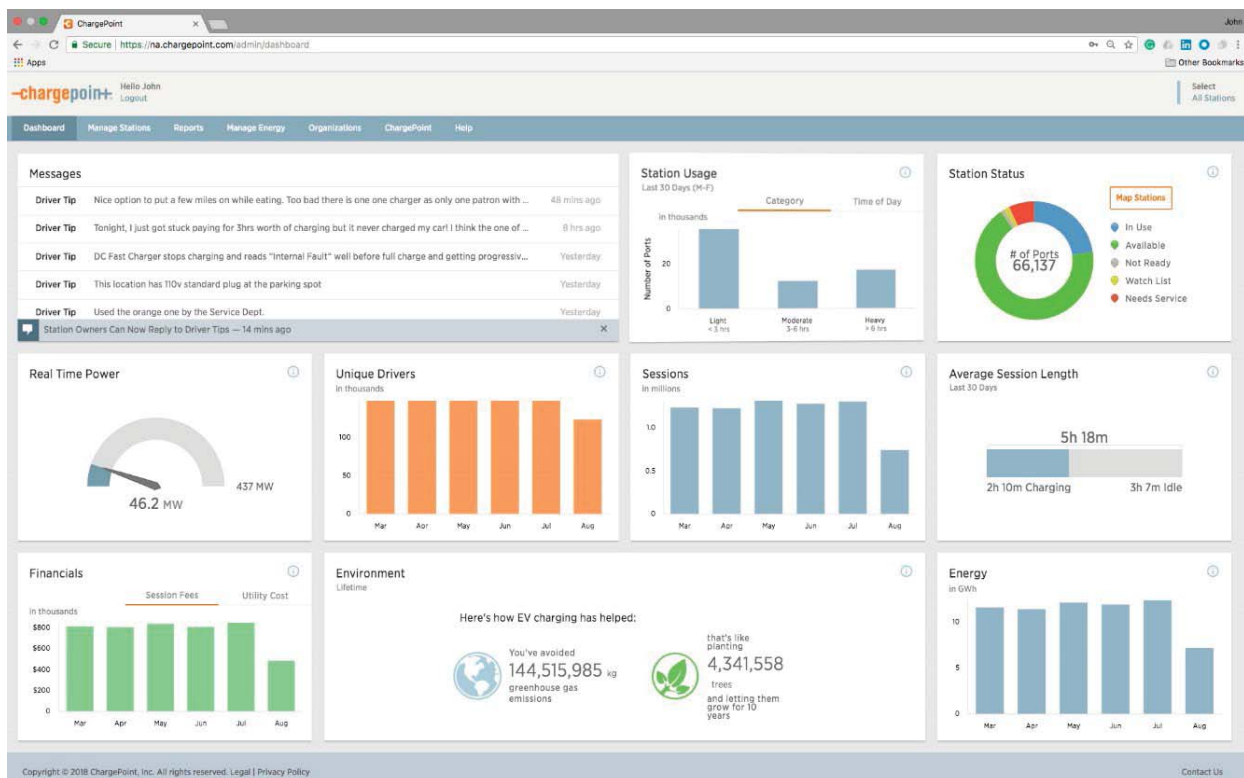 ChargePoint
John
Secure | https://na.chargepoint.com/admin/dashboard
Apps
Other Bookmarks
-chargepoin+.
Hello John
Logout
Select
All Stations
Dashboard Manage Stations Reports Manage Energy Organizations ChargePoint Help
Messages
Driver Tip Nice option to put a few miles on while eating. Too bad there is one one charger as only one patron with ... 48 mins ago
Driver Tip Tonight, I just got stuck paying for 3hrs worth of charging but it never charged my car! I think the one of ... 8 hrs ago
Driver Tip DC Fast Charger stops charging and reads "Internal Fault" well before full charge and getting progressiv... Yesterday
Driver Tip This location has 110v standard plug at the parking spot Yesterday
Driver Tip Used the orange one by the Service Dept. Yesterday
Station Owners Can Now Reply to Driver Tips — 14 mins ago
Station Usage
Last 30 Days (M-F)
Category Time of Day
in thousands
Number of Ports
20
0
Light Moderate Heavy
< 3 hrs 3-6 hrs > 6 hrs
Station Status
Map Stations
# of Ports
66,137
In Use
Available
Not Ready
Watch List
Needs Service
Real Time Power
437 MW
46.2 MW
Unique Drivers
in thousands
100
50
0
Mar Apr May Jun Jul Aug
Sessions
in millions
1.0
0.5
0
Mar Apr May Jun Jul Aug
Average Session Length
Last 30 Days
5h 18m
2h 10m Charging 3h 7m Idle
Financials
Session Fees Utility Cost
in thousands
$800
$600
$400
$200
0
Mar Apr May Jun Jul Aug
Environment
Lifetime
Here's how EV charging has helped:
You've avoided
144,515,985 kg
greenhouse gas
emissions
that's like
planting
4,341,558
trees
and letting them
grow for 10
years
Energy
in GWh
10
5
0
Mar Apr May Jun Jul Aug
Copyright © 2018 ChargePoint, Inc. All rights reserved. Legal | Privacy Policy
Contact Us